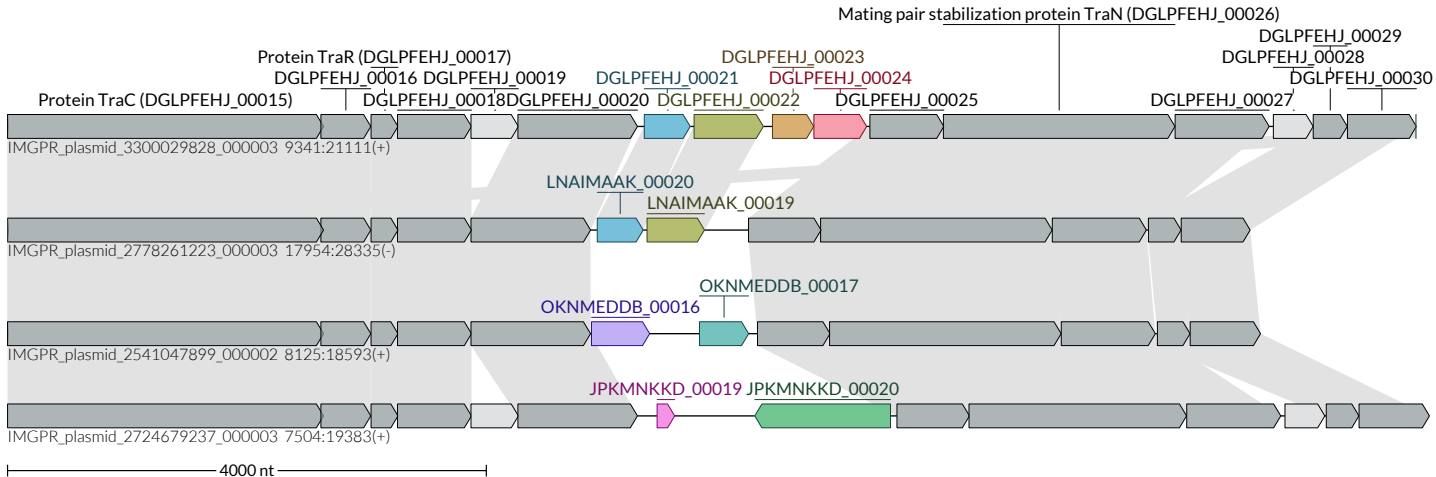 Mating pair stabilization protein TraN (DGLPFEHJ_00026)
DGLPFEHJ_00029
Protein TraR (DGLPFEHJ_00017) DGLPFEHJ_00023 DGLPFEHJ_00028
DGLPFEHJ_00016 DGLPFEHJ_00019 DGLPFEHJ_00021 DGLPFEHJ_00024 DGLPFEHJ_00030
Protein TraC (DGLPFEHJ_00015) DGLPFEHJ_00018 DGLPFEHJ_00020 DGLPFEHJ_00022 DGLPFEHJ_00025 DGLPFEHJ_00027
IMGPR_plasmid_3300029828_000003 9341:21111(+)
LNAIMAAK_00020
LNAIMAAK_00019
IMGPR_plasmid_2778261223_000003 17954:28335(-)
OKNMEDDB_00017
OKNMEDDB_00016
IMGPR_plasmid_2541047899_000002 8125:18593(+)
JPKMNKKD_00019 JPKMNKKD_00020
IMGPR_plasmid_2724679237_000003 7504:19383(+)
4000 nt